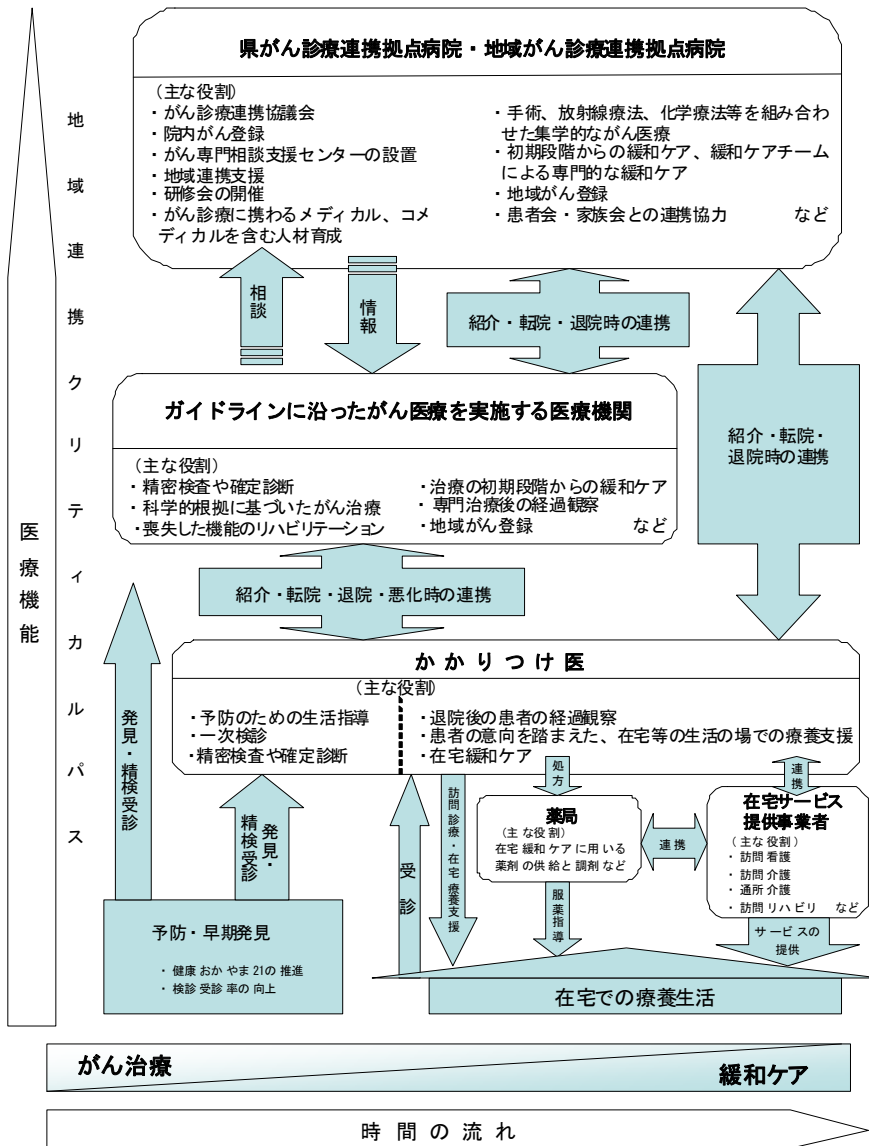 県がん診療連携拠点病院・地域がん診療連携拠点病院
（主な役割）
・がん診療連携協議会
・院内がん登録
・がん専門相談支援センターの設置
・地域連携支援
・研修会の開催
・がん診療に携わるメディカル、コメ
ディカルを含む人材育成
・手術、放射線療法、化学療法等を組み合わ
せた集学的ながん医療
・初期段階からの緩和ケア、緩和ケアチーム
による専門的な緩和ケア
・地域がん登録
・患者会・家族会との連携協力　など
地域連携クリティカルパス
医療機能
相談
情報
紹介・転院・退院時の連携
紹介・転院・
退院時の連携
ガイドラインに沿ったがん医療を実施する医療機関
（主な役割）
・精密検査や確定診断
・科学的根拠に基づいたがん治療
・喪失した機能のリハビリテーション
・治療の初期段階からの緩和ケア
・専門治療後の経過観察
・地域がん登録　など
紹介・転院・退院・悪化時の連携
かかりつけ医
（主な役割）
・予防のための生活指導
・一次検診
・精密検査や確定診断
・退院後の患者の経過観察
・患者の意向を踏まえた、在宅等の生活の場での療養支援
・在宅緩和ケア
発見・精検受診
発見・
精検受診
受診
訪問診療・在宅療養支援
処方
連携
薬局
（主な役割）
在宅緩和ケアに用いる
薬剤の供給と調剤など
連携
在宅サービス
提供事業者
（主な役割）
・訪問看護
・訪問介護
・通所介護
・訪問リハビリ　など
服薬指導
サービスの
提供
予防・早期発見
・健康おかやま21の推進
・検診受診率の向上
在宅での療養生活
がん治療
緩和ケア
時間の流れ